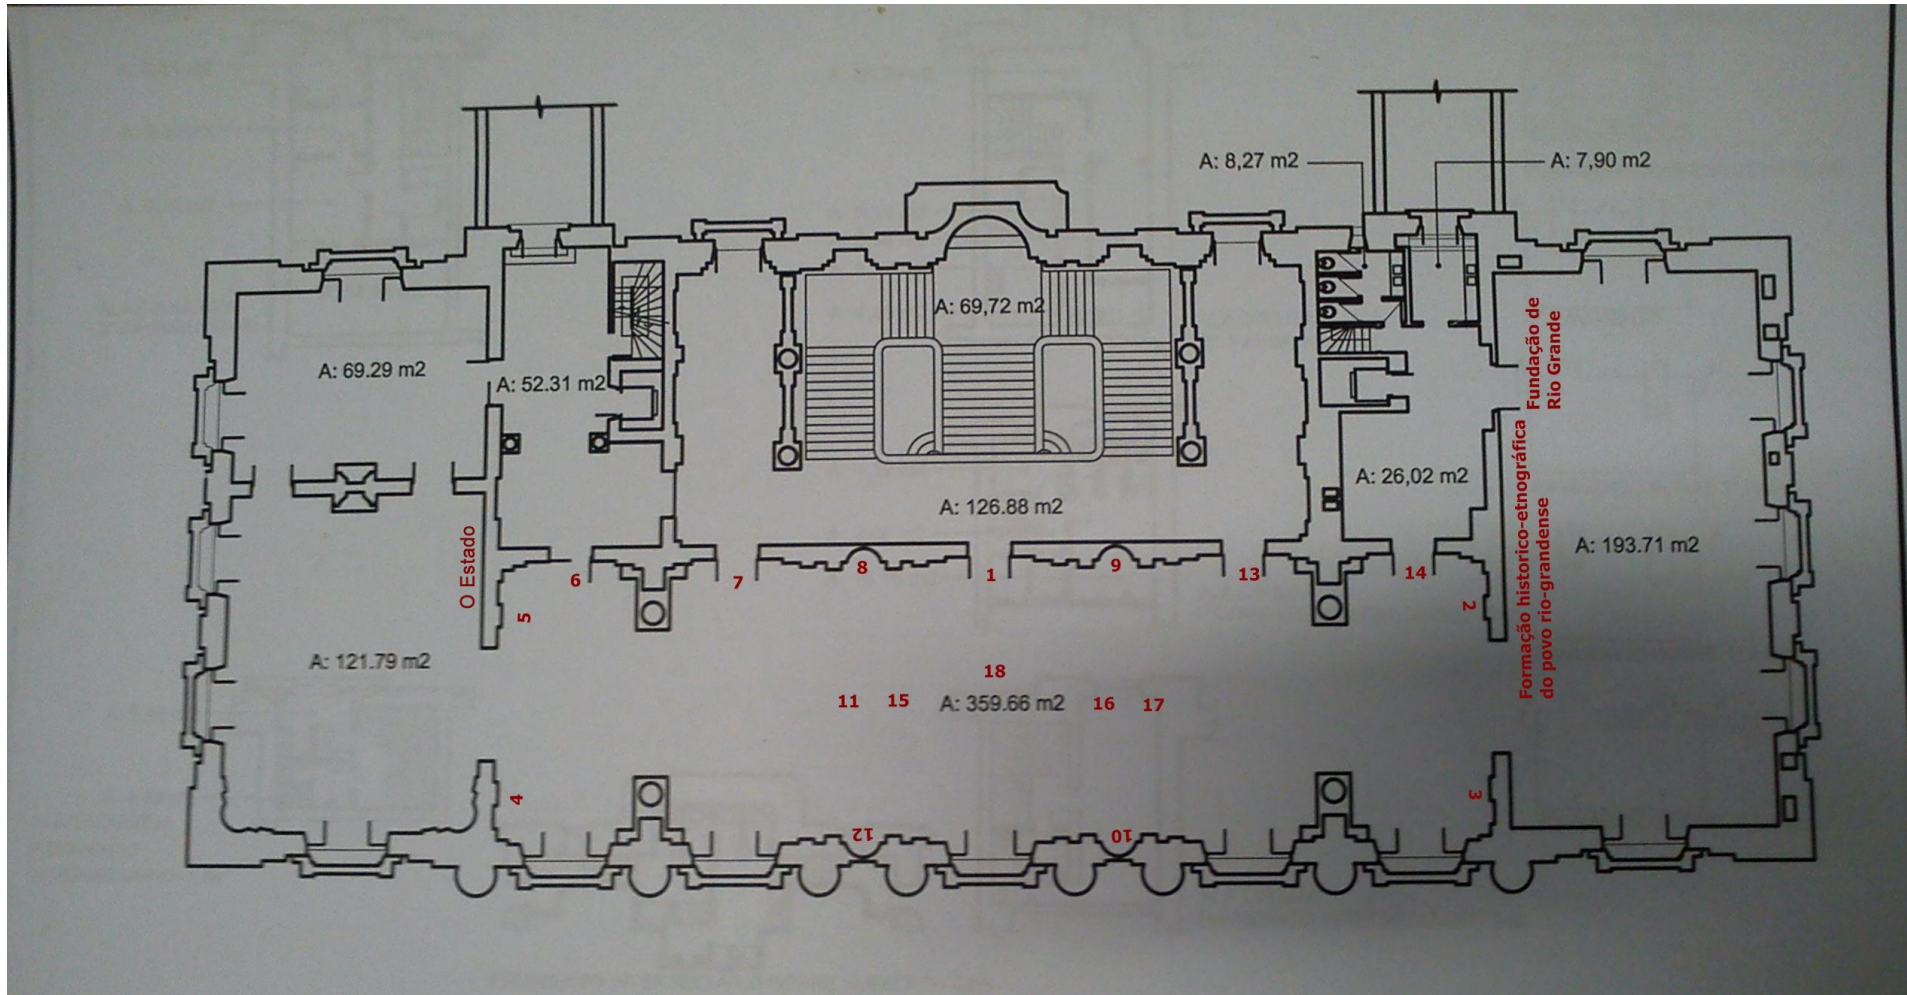 A: 8,27 m2
A: 7,90 m2
A: 69,72 m2
A: 69.29 m2
A: 52.31 m2
Fundação de
Rio Grande
A: 26,02 m2
A: 126.88 m2
Formação historico-etnográfica
do povo rio-grandense
A: 193.71 m2
O Estado
6
7
8
1
9
13
14
5
2
A: 121.79 m2
18
11
15
A: 359.66 m2
16
17
4
3
12
10